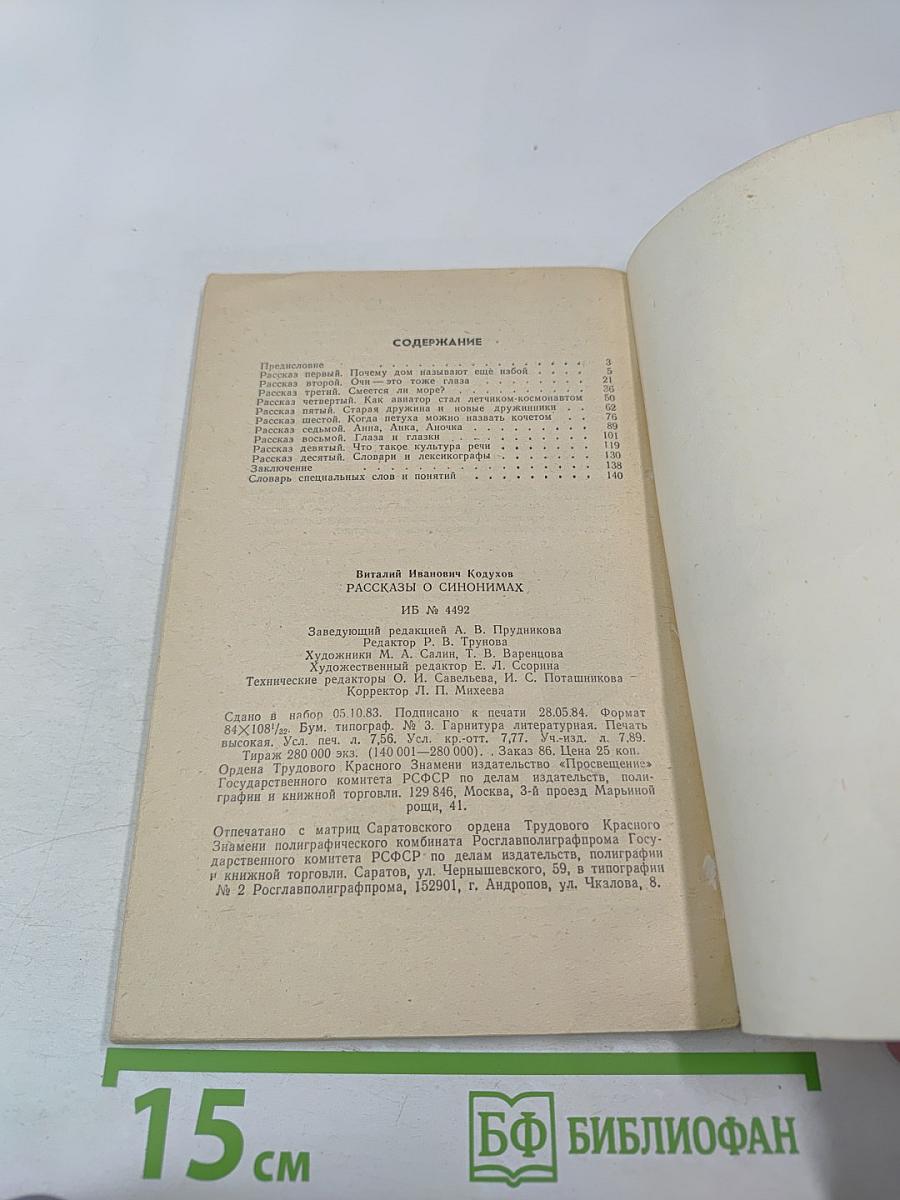 СОДЕРЖАНИЕ
Предисловие . . . . . . . . . . . . . 3
Рассказ первый. Почему дом называют еще избой . . . . 5
Рассказ второй. Очи — это тоже глаза . . . . . . . . 21
Рассказ третий. Смеется ли море? . . . . . . . . . 36
Рассказ четвертый. Как авиатор стал летчиком-космонавтом 50
Рассказ пятый. Старая дружина и новые дружинники . . 62
Рассказ шестой. Когда петуха можно назвать кочетом . . 76
Рассказ седьмой. Анна, Анка, Аночка . . . . . . . . 89
Рассказ восьмой. Глаза и глазки . . . . . . . . . . 101
Рассказ девятый. Что такое культура речи . . . . . . . 119
Рассказ десятый. Словари и лексикографы . . . . . . . 130
Заключение . . . . . . . . . . . . . 138
Словарь специальных слов и понятий . . . . . . . . . 140
Виталий Иванович Кодухов
РАССКАЗЫ О СИНОНИМАХ
ИБ № 4492
Заведующий редакцией А. В. Прудникова
Редактор Р. В. Трунова
Художники М. А. Салин, Т. В. Варенцова
Художественный редактор Е. Л. Ссорина
Технические редакторы О. И. Савельева, И. С. Поташникова
Корректор Л. П. Михеева
Сдано в набор 05.10.83. Подписано к печати 28.05.84. Формат
84×108¹/₃₂. Бум. типограф. № 3. Гарнитура литературная. Печать
высокая. Усл. печ. л. 7,56. Усл. кр.-отт. 7,77. Уч.-изд. л. 7,89.
Тираж 280 000 экз. (140 001—280 000). Заказ 86. Цена 25 коп.
Ордена Трудового Красного Знамени издательство «Просвещение»
Государственного комитета РСФСР по делам издательств, поли-
графии и книжной торговли. 129 846, Москва, 3-й проезд Марьиной
рощи, 41.
Отпечатано с матриц Саратовского ордена Трудового Красного
Знамени полиграфического комбината Росглавполиграфпрома Госу-
дарственного комитета РСФСР по делам издательств, полиграфии
и книжной торговли. Саратов, ул. Чернышевского, 59, в типографии
№ 2 Росглавполиграфпрома, 152901, г. Андропов, ул. Чкалова, 8.
15 см
БФ БИБЛИОФАН